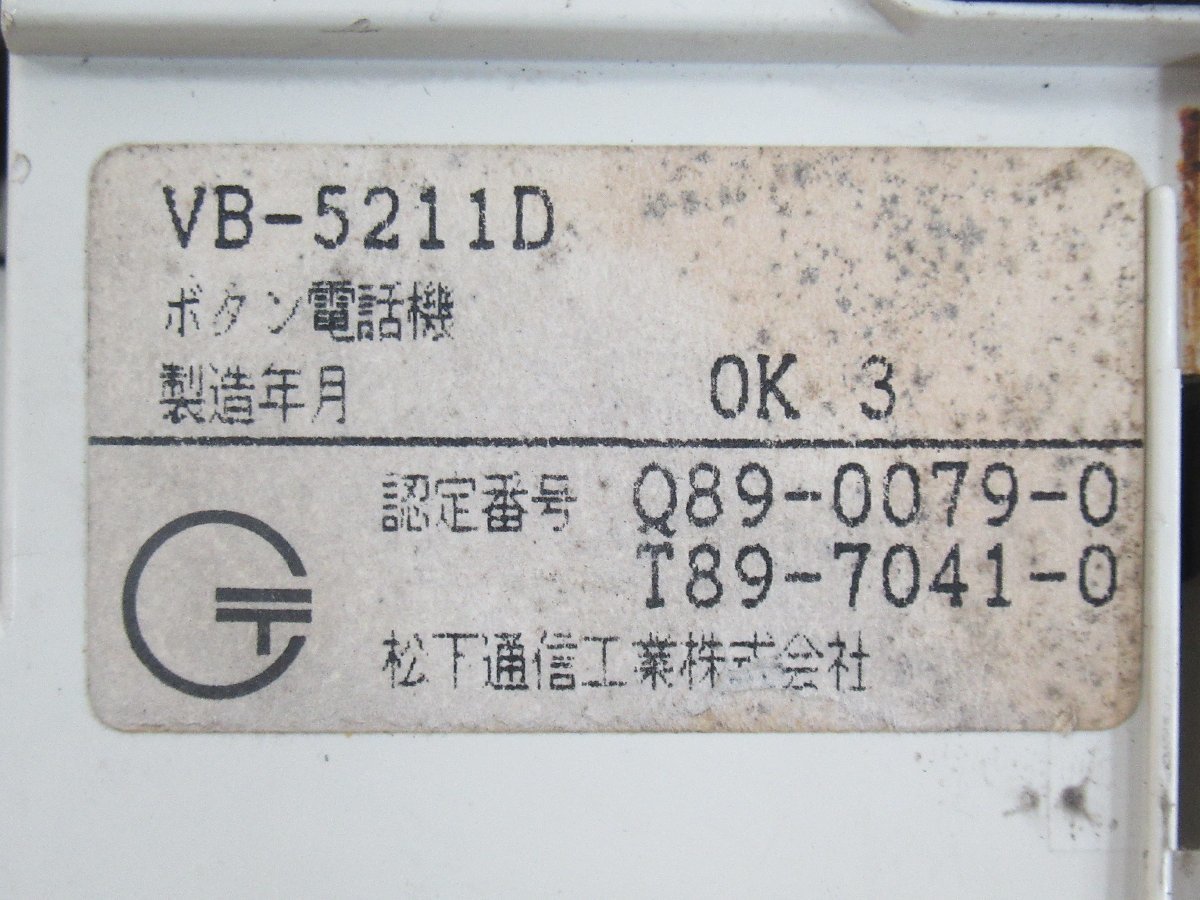 VB-5211D
ボタン電話機
製造年月 OK 3
認定番号 Q89-0079-0
T89-7041-0
松下通信工業株式会社